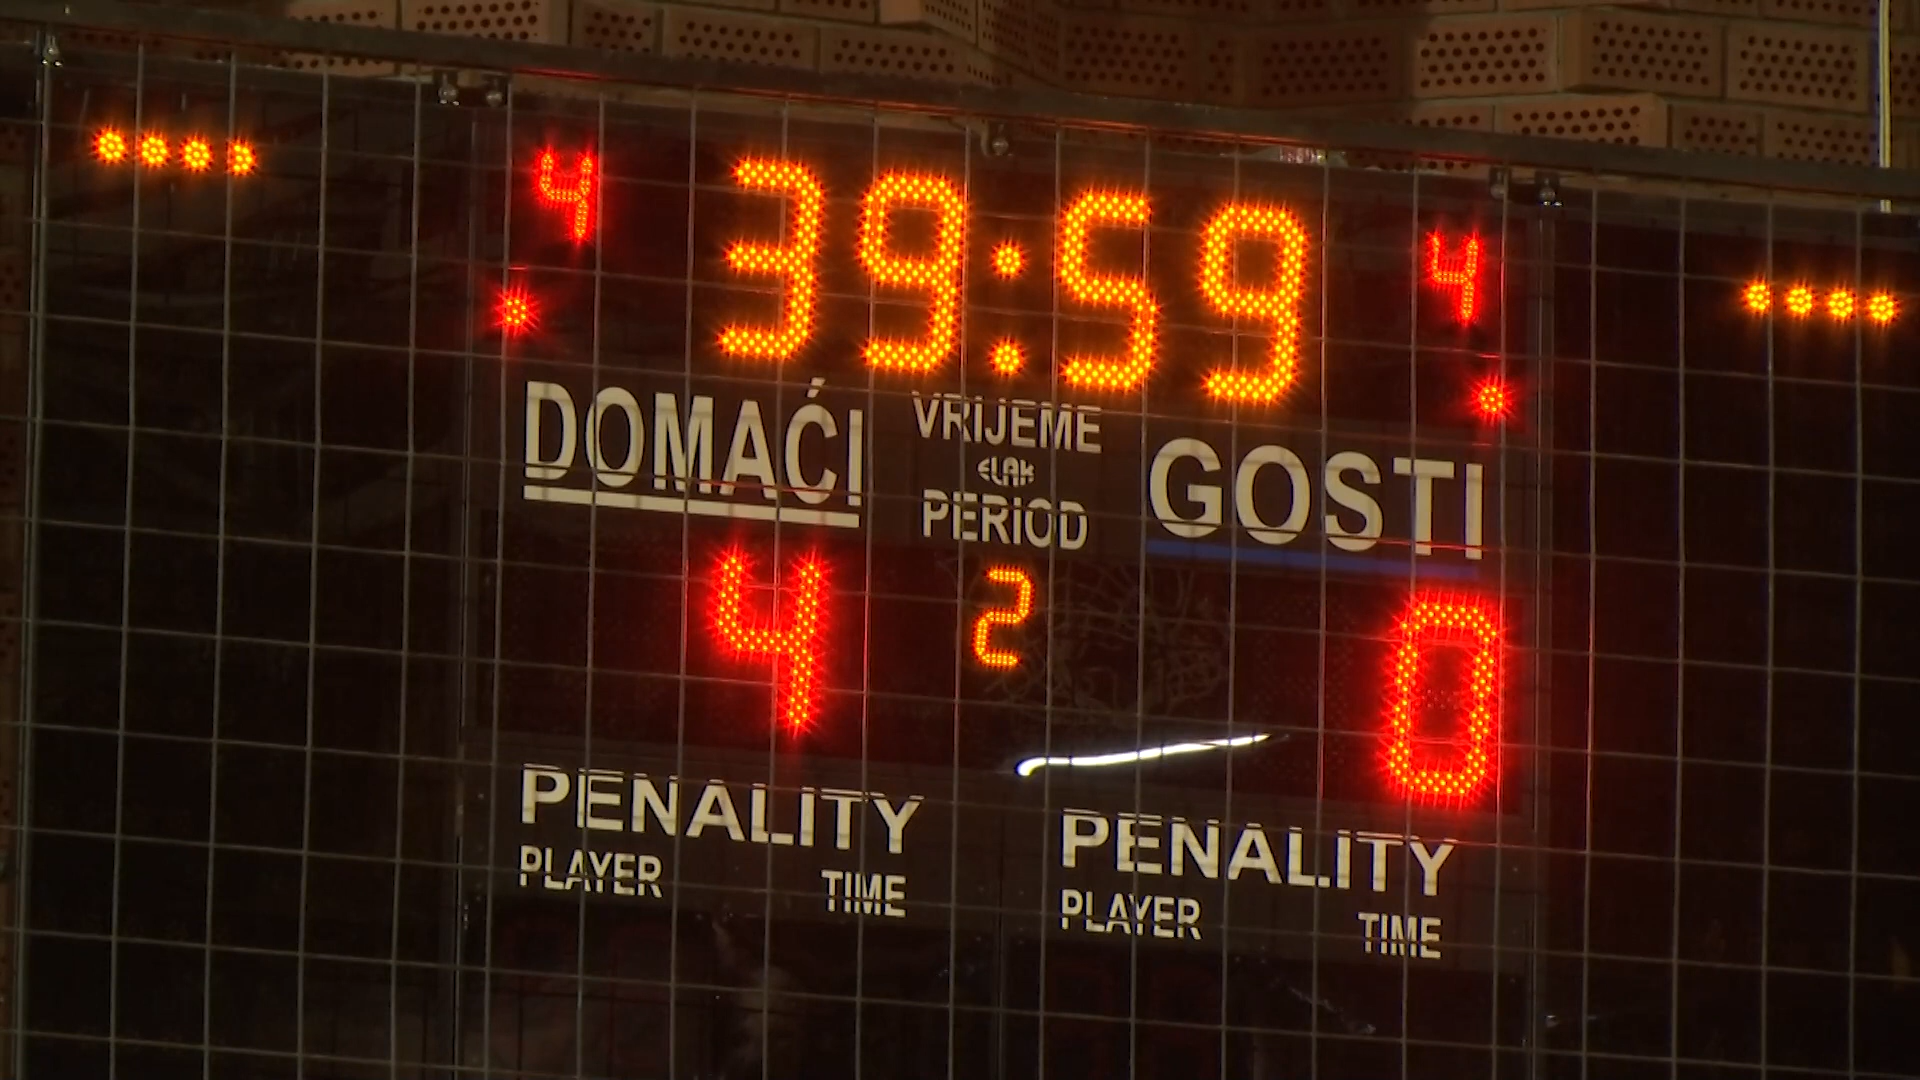 4 39:59 4
DOMAĆI VRIJEME GOSTI
ELAK
PERIOD
4 2 0
PENALITY PENALITY
PLAYER TIME PLAYER TIME